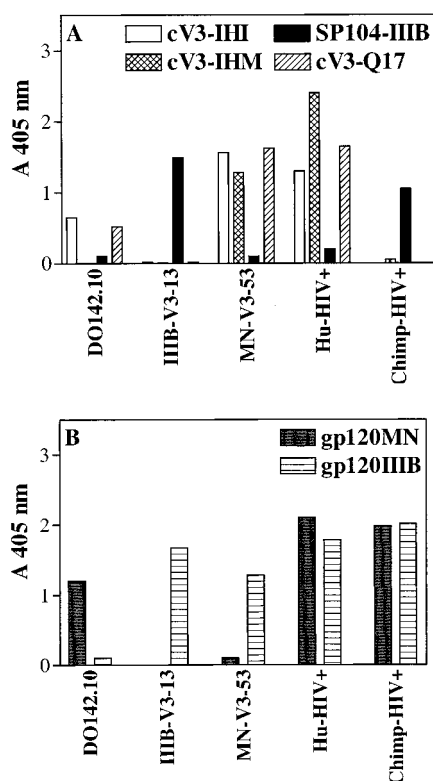 A
cV3-IHI
SP104-IIIB
cV3-IHM
cV3-Q17
A 405 nm
3
2
1
0
DO142.10
IIIB-V3-13
MN-V3-53
Hu-HIV+
Chimp-HIV+
B
gp120MN
gp120IIIB
A 405 nm
3
2
1
0
DO142.10
IIIB-V3-13
MN-V3-53
Hu-HIV+
Chimp-HIV+